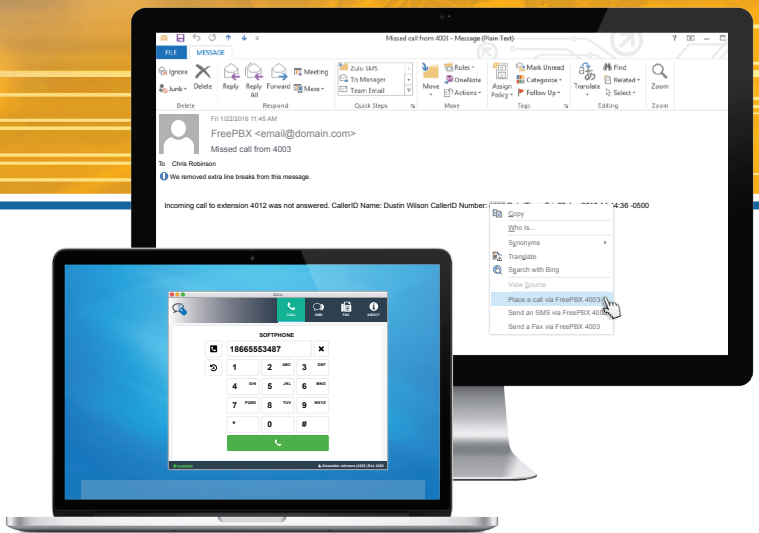 Missed call from 4003 - Message (Plain Text)
FILE MESSAGE
Ignore
Junk
Delete
Reply
Reply All
Forward
Meeting
More
Zulu SMS
To Manager
Team Email
Move
Rules
OneNote
Actions
Assign Policy
Mark Unread
Categorise
Follow Up
Translate
Find
Related
Select
Zoom
Delete Respond Quick Steps Move Tags Editing Zoom
Fri 1/22/2016 11:45 AM
FreePBX <email@domain.com>
Missed call from 4003
To Chris Robinson
We removed extra line breaks from this message.
Incoming call to extension 4012 was not answered. CallerID Name: Dustin Wilson CallerID Number: :36 -0500
Copy
Who Is...
Synonyms
Translate
Search with Bing
View Source
Place a call via FreePBX 4003
Send an SMS via FreePBX
Send a Fax via FreePBX 4003
CALL SMS FAX ABOUT
SOFTPHONE
18665553487
1 2 ABC 3 DEF
4 GHI 5 JKL 6 MNO
7 PQRS 8 TUV 9 WXYZ
* 0 #